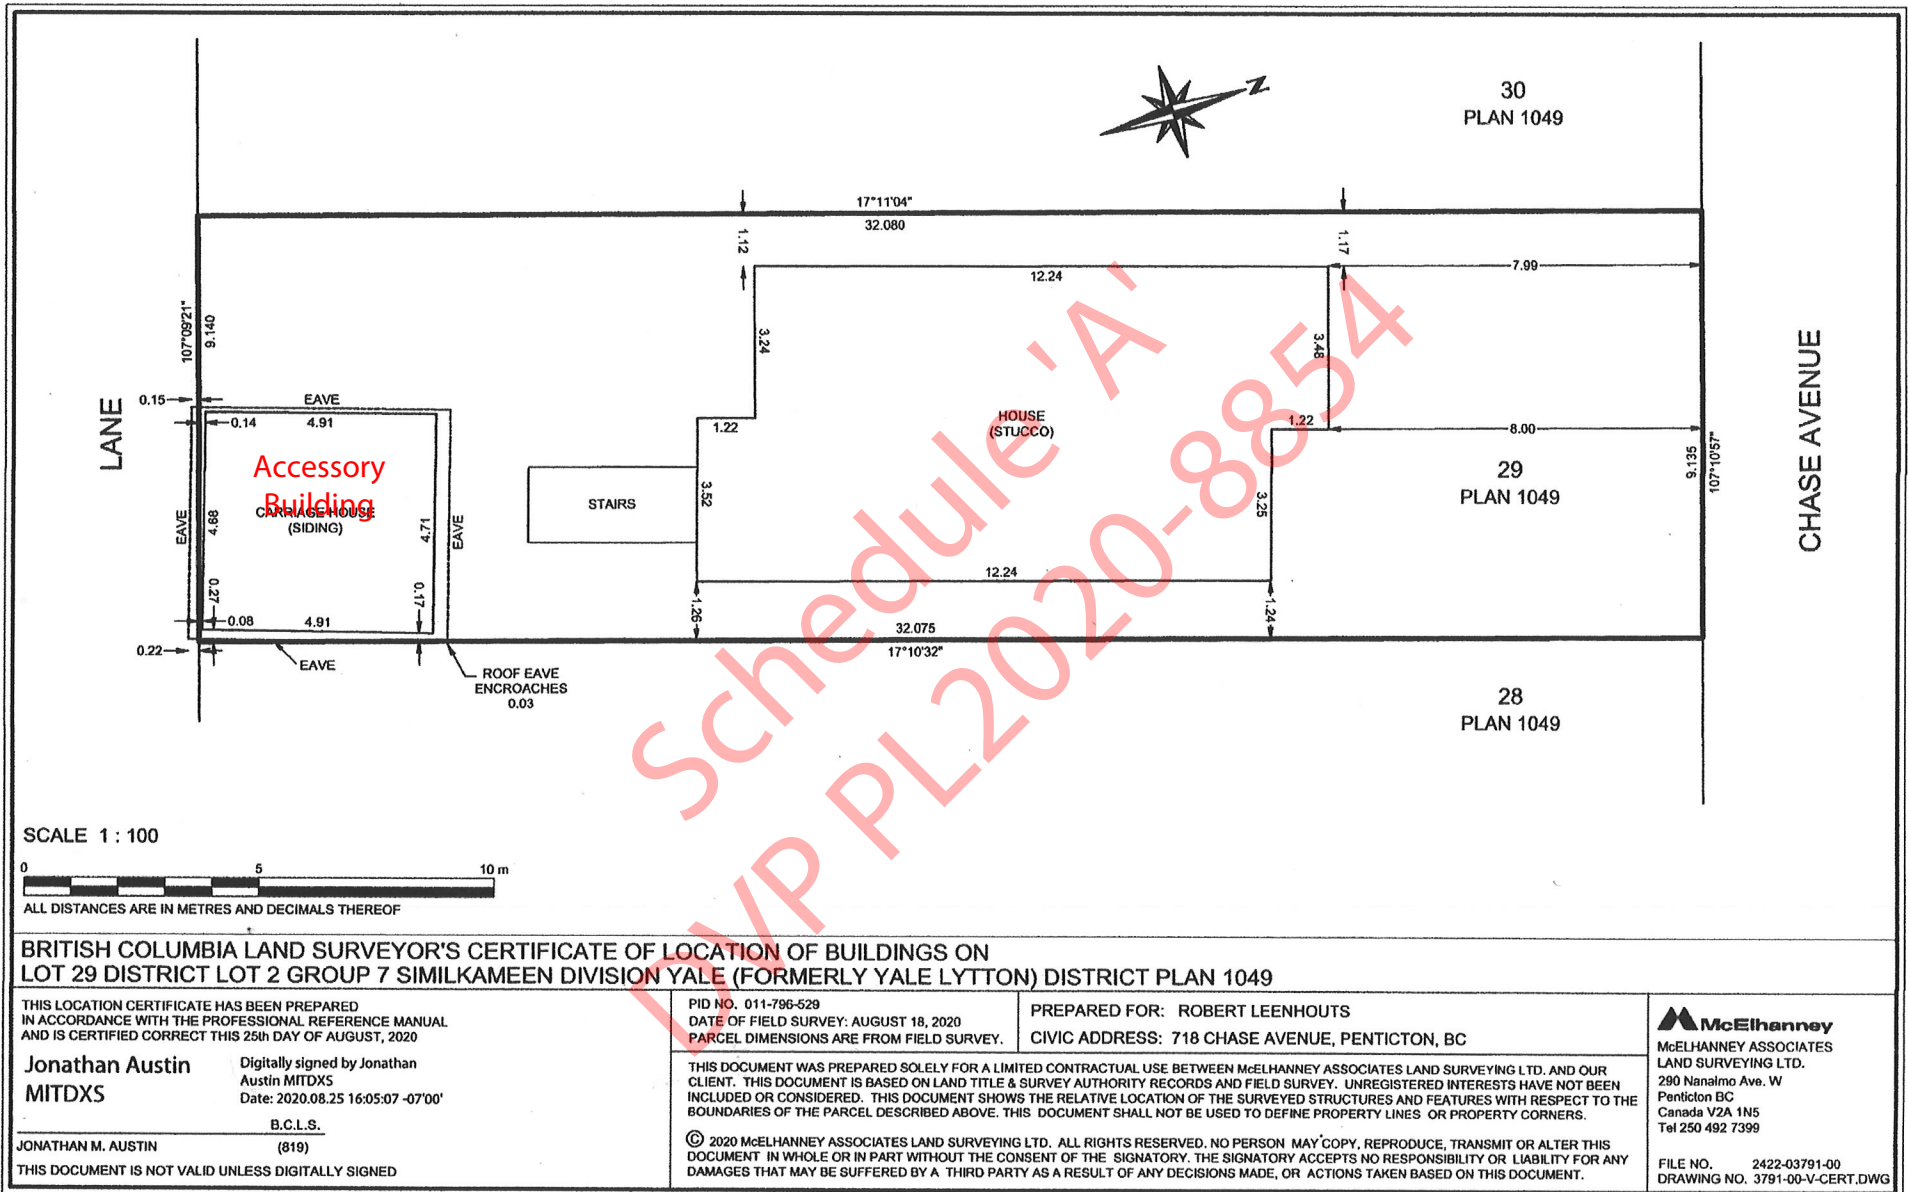 30
PLAN 1049
N
17°11'04"
32.080
1.12
1.17
12.24
7.99
107°09'21"
9.140
3.24
3.48
LANE
0.15
EAVE
0.14
4.91
1.22
HOUSE
(STUCCO)
1.22
8.00
CHASE AVENUE
Accessory
Building
CARRIAGE HOUSE
(SIDING)
EAVE
4.68
4.71
EAVE
STAIRS
3.52
3.25
29
PLAN 1049
9.135
107°10'57"
0.27
0.17
12.24
0.08
4.91
1.26
1.24
32.075
17°10'32"
0.22
EAVE
ROOF EAVE
ENCROACHES
0.03
28
PLAN 1049
Schedule 'A'
DVP PL2020-8854
SCALE 1 : 100
0 5 10 m
ALL DISTANCES ARE IN METRES AND DECIMALS THEREOF
BRITISH COLUMBIA LAND SURVEYOR'S CERTIFICATE OF LOCATION OF BUILDINGS ON
LOT 29 DISTRICT LOT 2 GROUP 7 SIMILKAMEEN DIVISION YALE (FORMERLY YALE LYTTON) DISTRICT PLAN 1049
THIS LOCATION CERTIFICATE HAS BEEN PREPARED
IN ACCORDANCE WITH THE PROFESSIONAL REFERENCE MANUAL
AND IS CERTIFIED CORRECT THIS 25th DAY OF AUGUST, 2020
Jonathan Austin
MITDXS
Digitally signed by Jonathan
Austin MITDXS
Date: 2020.08.25 16:05:07 -07'00'
B.C.L.S.
JONATHAN M. AUSTIN (819)
THIS DOCUMENT IS NOT VALID UNLESS DIGITALLY SIGNED
PID NO. 011-796-529
DATE OF FIELD SURVEY: AUGUST 18, 2020
PARCEL DIMENSIONS ARE FROM FIELD SURVEY.
PREPARED FOR: ROBERT LEENHOUTS
CIVIC ADDRESS: 718 CHASE AVENUE, PENTICTON, BC
THIS DOCUMENT WAS PREPARED SOLELY FOR A LIMITED CONTRACTUAL USE BETWEEN McELHANNEY ASSOCIATES LAND SURVEYING LTD. AND OUR
CLIENT. THIS DOCUMENT IS BASED ON LAND TITLE & SURVEY AUTHORITY RECORDS AND FIELD SURVEY. UNREGISTERED INTERESTS HAVE NOT BEEN
INCLUDED OR CONSIDERED. THIS DOCUMENT SHOWS THE RELATIVE LOCATION OF THE SURVEYED STRUCTURES AND FEATURES WITH RESPECT TO THE
BOUNDARIES OF THE PARCEL DESCRIBED ABOVE. THIS DOCUMENT SHALL NOT BE USED TO DEFINE PROPERTY LINES OR PROPERTY CORNERS.
© 2020 McELHANNEY ASSOCIATES LAND SURVEYING LTD. ALL RIGHTS RESERVED. NO PERSON MAY COPY, REPRODUCE, TRANSMIT OR ALTER THIS
DOCUMENT IN WHOLE OR IN PART WITHOUT THE CONSENT OF THE SIGNATORY. THE SIGNATORY ACCEPTS NO RESPONSIBILITY OR LIABILITY FOR ANY
DAMAGES THAT MAY BE SUFFERED BY A THIRD PARTY AS A RESULT OF ANY DECISIONS MADE, OR ACTIONS TAKEN BASED ON THIS DOCUMENT.
McElhanney
McELHANNEY ASSOCIATES
LAND SURVEYING LTD.
290 Nanaimo Ave. W
Penticton BC
Canada V2A 1N5
Tel 250 492 7399
FILE NO. 2422-03791-00
DRAWING NO. 3791-00-V-CERT.DWG